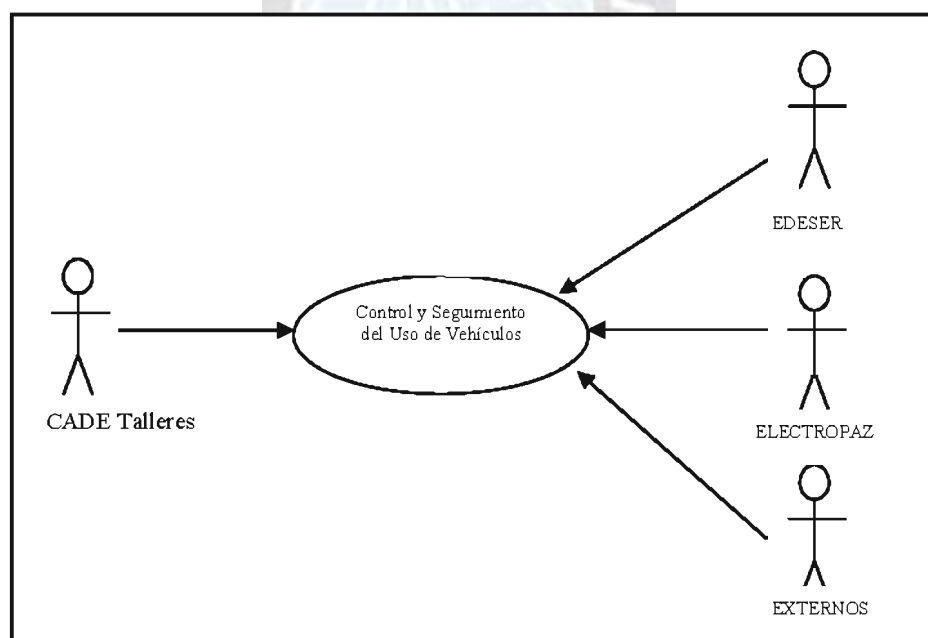 EDESER
Control y Seguimiento
del Uso de Vehículos
CADE Talleres
ELECTROPAZ
EXTERNOS